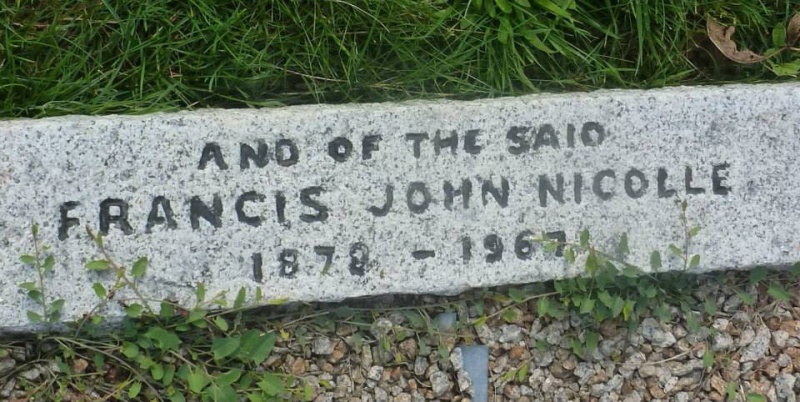 AND OF THE SAID
FRANCIS JOHN NICOLLE
1878 - 1967